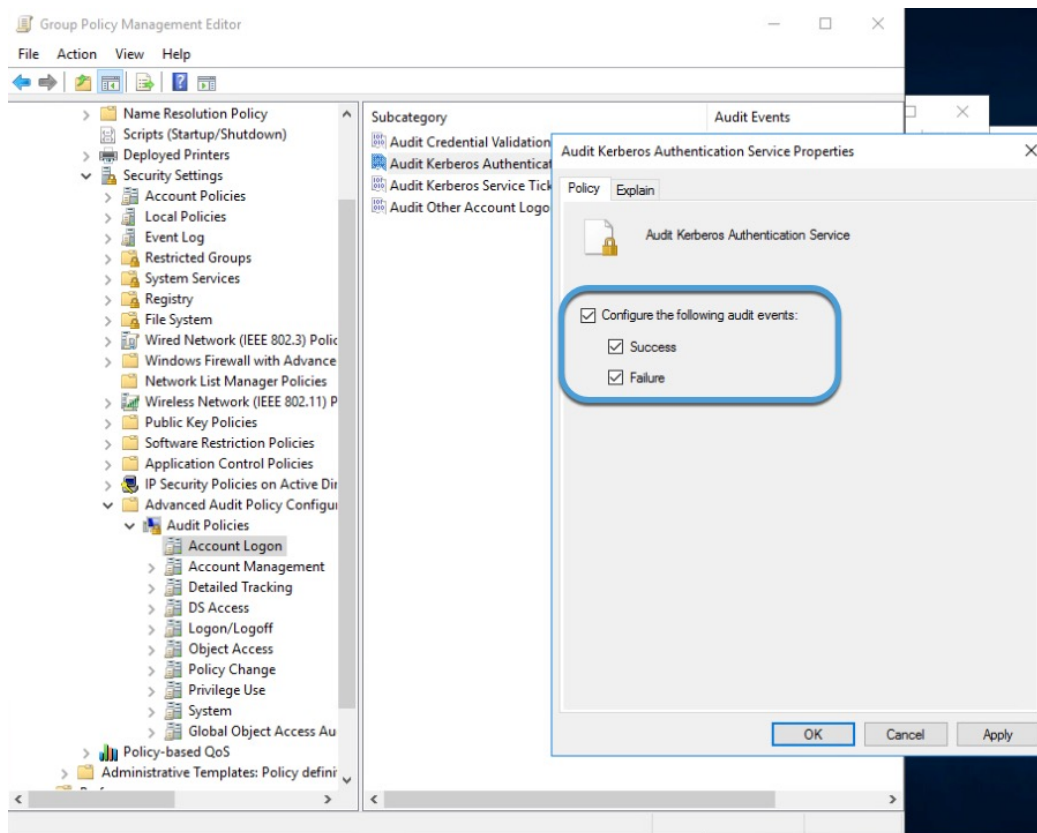 Group Policy Management Editor
File Action View Help
Name Resolution Policy
Scripts (Startup/Shutdown)
Deployed Printers
Security Settings
Account Policies
Local Policies
Event Log
Restricted Groups
System Services
Registry
File System
Wired Network (IEEE 802.3) Polic
Windows Firewall with Advance
Network List Manager Policies
Wireless Network (IEEE 802.11) P
Public Key Policies
Software Restriction Policies
Application Control Policies
IP Security Policies on Active Dir
Advanced Audit Policy Configur
Audit Policies
Account Logon
Account Management
Detailed Tracking
DS Access
Logon/Logoff
Object Access
Policy Change
Privilege Use
System
Global Object Access Au
Policy-based QoS
Administrative Templates: Policy defini
Subcategory Audit Events
Audit Credential Validation
Audit Kerberos Authenticat
Audit Kerberos Service Tick
Audit Other Account Logo
Audit Kerberos Authentication Service Properties
Policy Explain
Audit Kerberos Authentication Service
Configure the following audit events:
Success
Failure
OK Cancel Apply